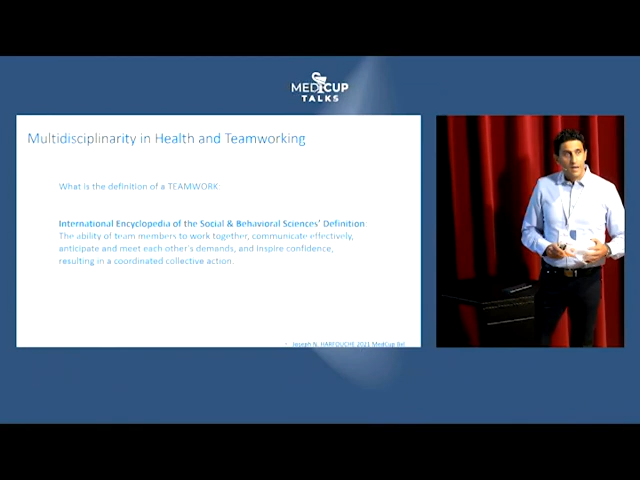 MEDICUP
TALKS
Multidisciplinarity in Health and Teamworking
What is the definition of a TEAMWORK:
International Encyclopedia of the Social & Behavioral Sciences' Definition
The ability of team members to work together, communicate effectively,
anticipate and meet each other's demands, and inspire confidence,
resulting in a coordinated collective action.
Joseph N. HARFOUCHE 2021 MedCup